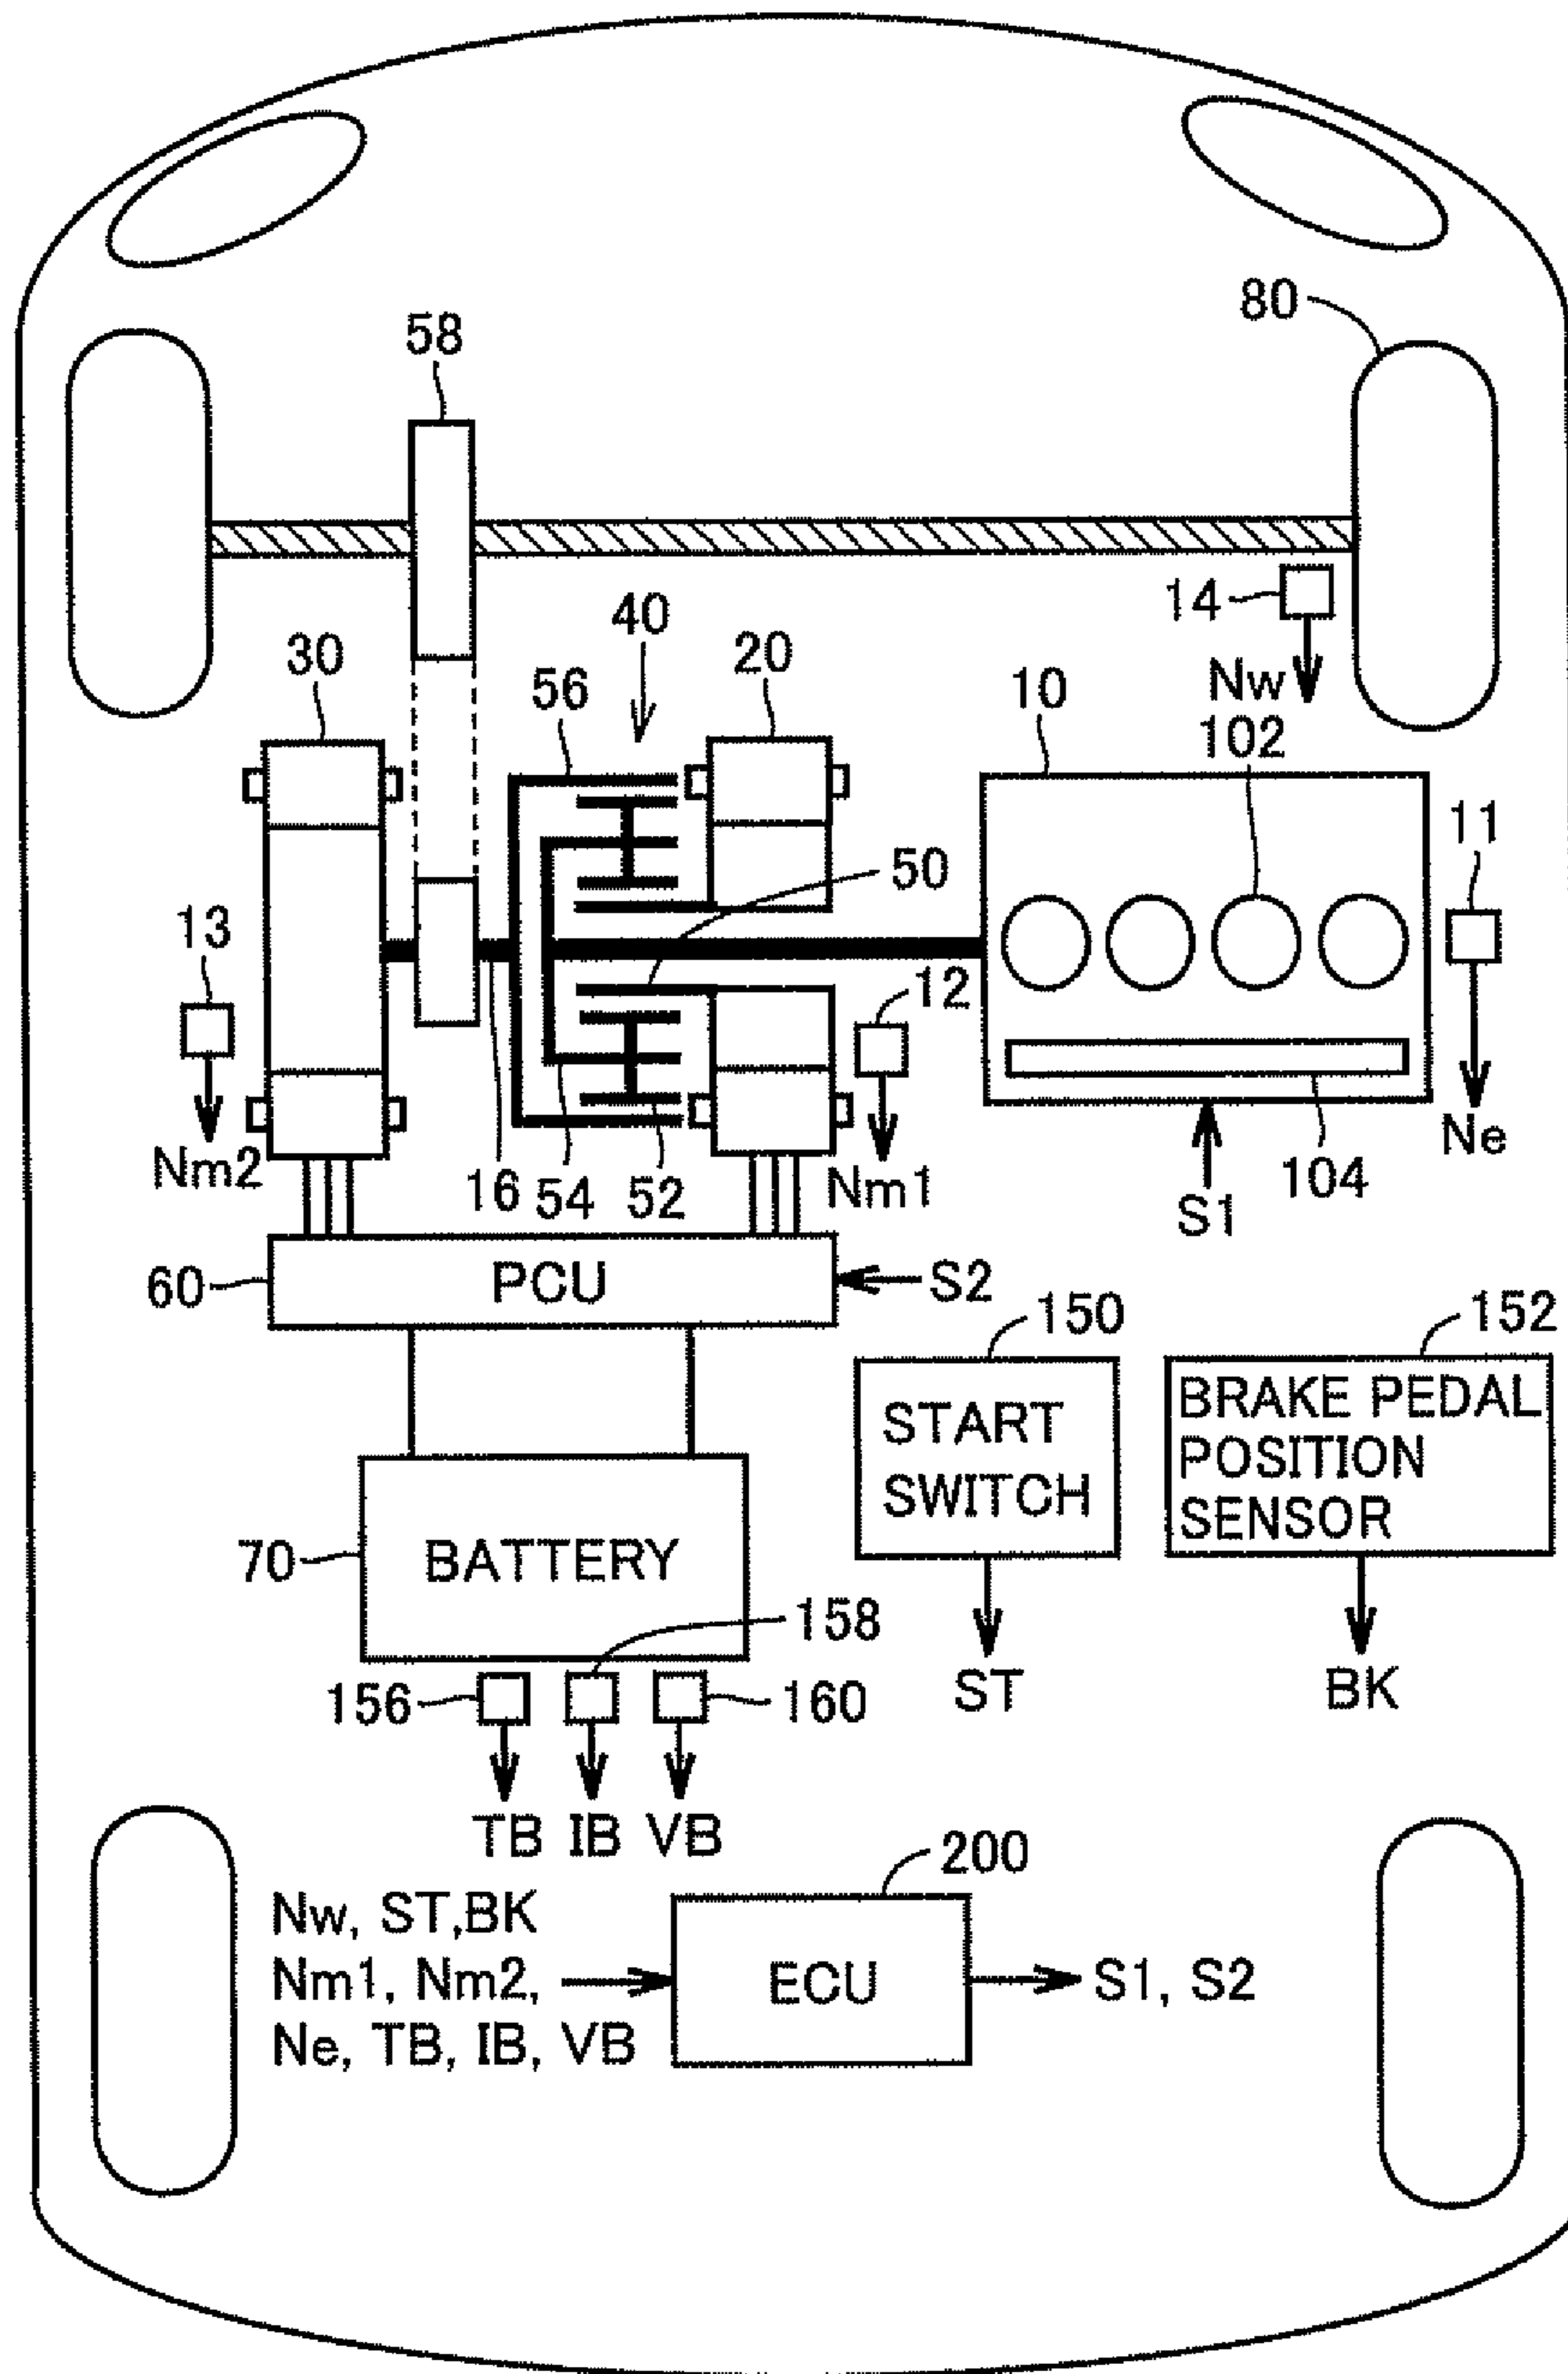 80
58
14
40
30
20
Nw
56
10
102
11
50
13
12
Ne
Nm2
16
54
52
Nm1
104
S1
60
PCU
S2
150
152
START
SWITCH
BRAKE PEDAL
POSITION
SENSOR
70
BATTERY
158
156
160
ST
BK
TB IB VB
200
Nw, ST,BK
Nm1, Nm2,
Ne, TB, IB, VB
ECU
S1, S2